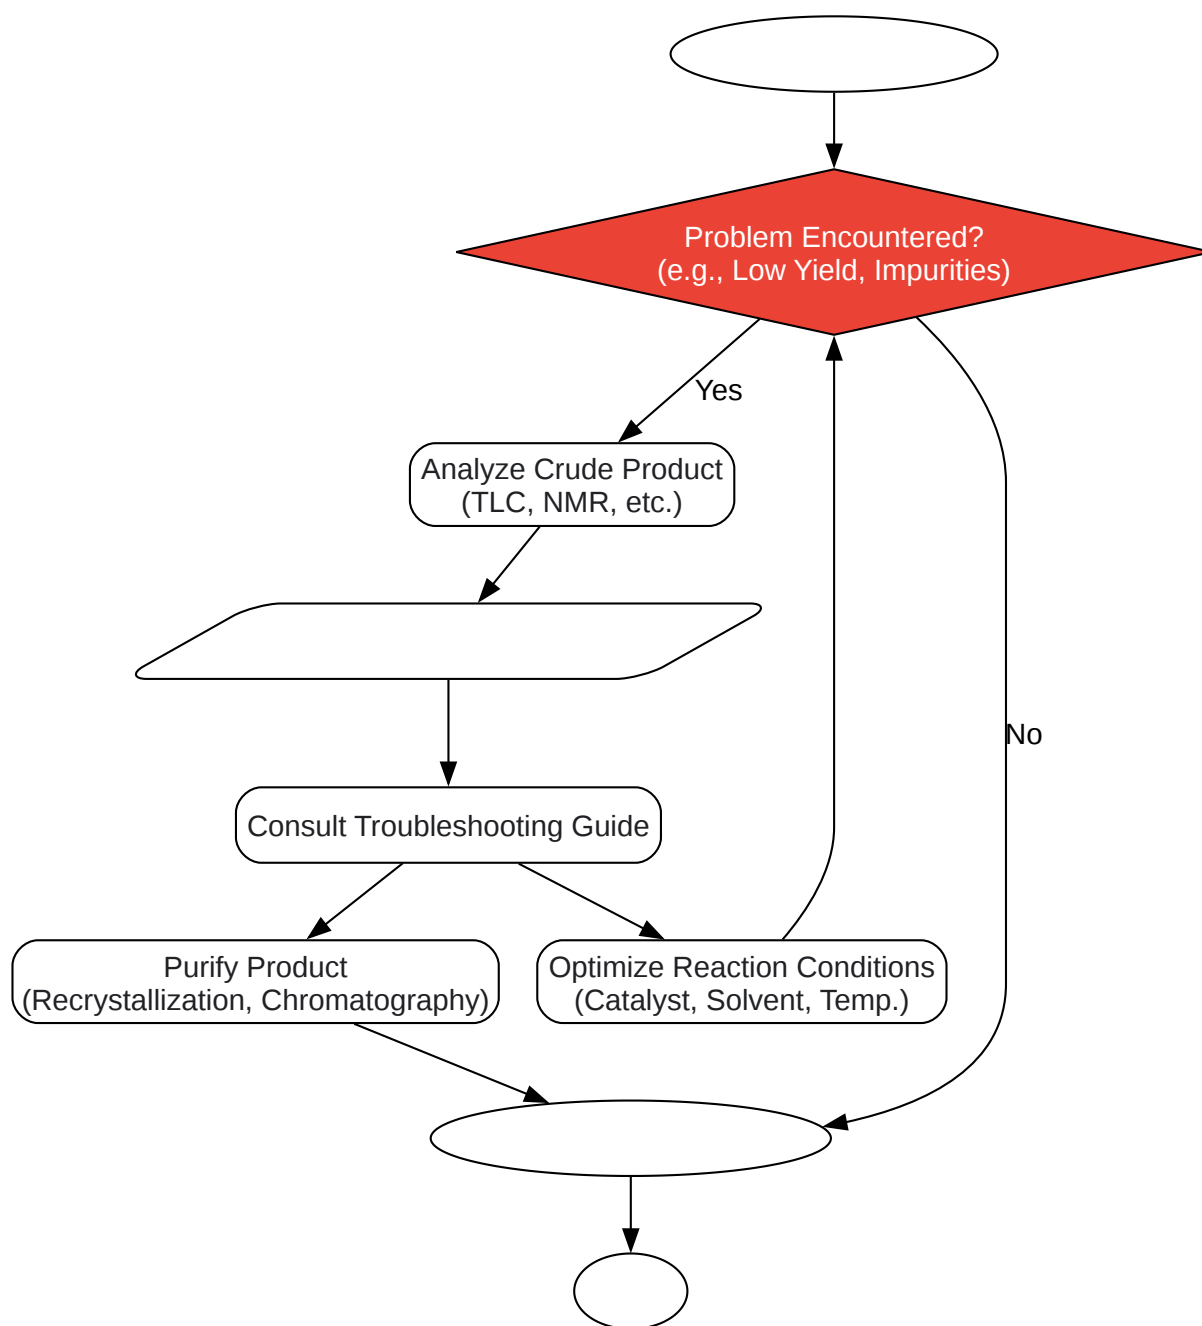 Problem Encountered?
(e.g., Low Yield, Impurities)
Yes
Analyze Crude Product
(TLC, NMR, etc.)
No
Consult Troubleshooting Guide
Purify Product
(Recrystallization, Chromatography)
Optimize Reaction Conditions
(Catalyst, Solvent, Temp.)